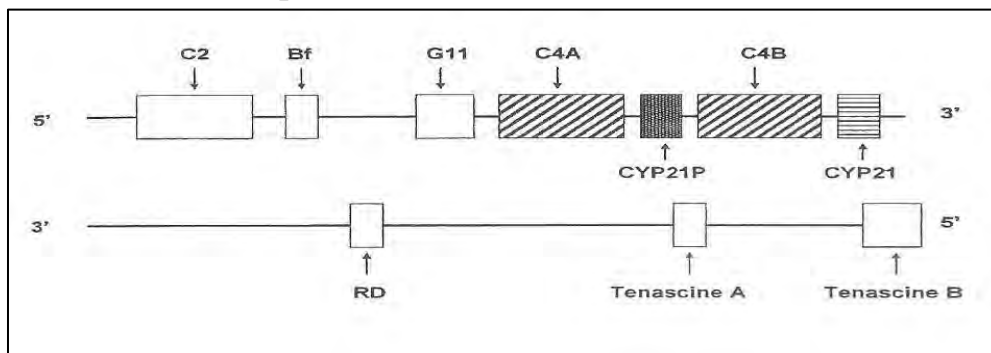 C2 Bf G11 C4A C4B
5' 3'
CYP21P CYP21
3' 5'
RD Tenascine A Tenascine B